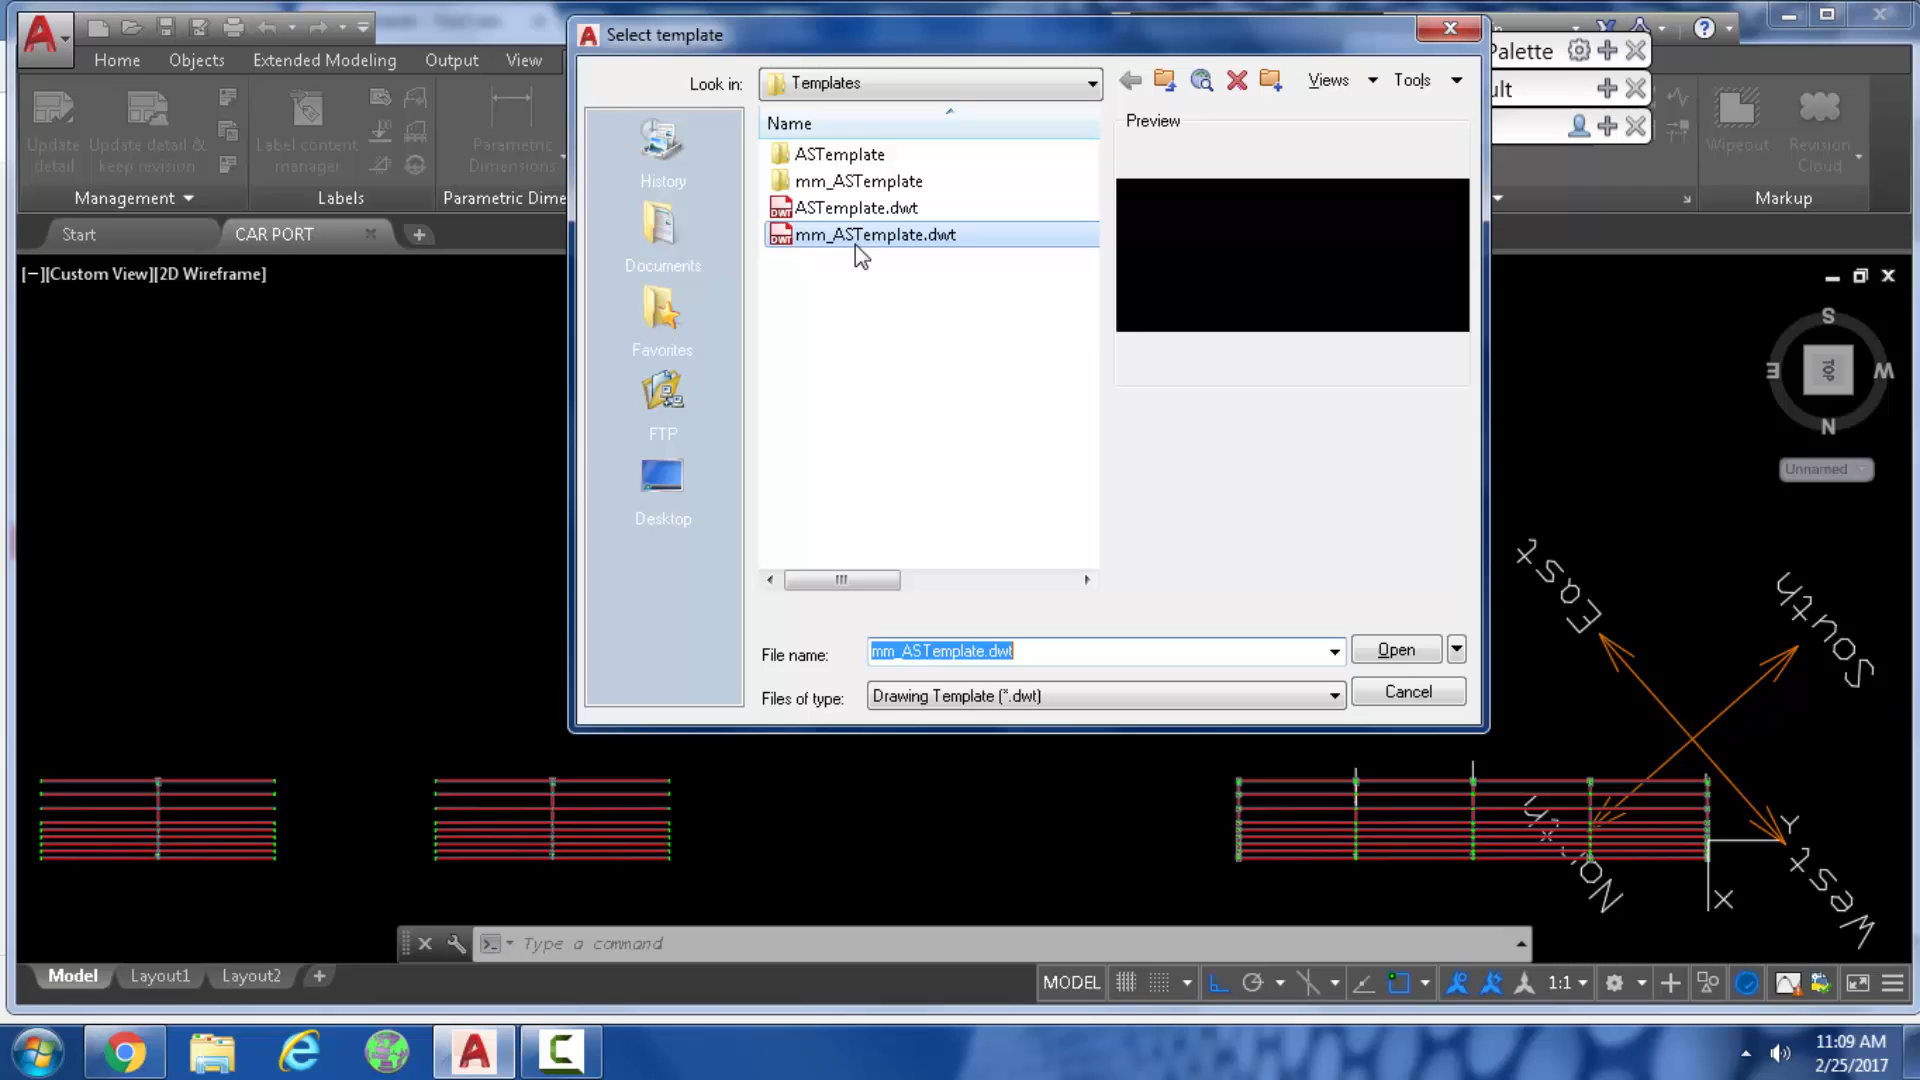 Select template
Home
Objects
Extended Modeling
Output
View
Look in:
Templates
Views
Tools
Palette
ult
Name
Preview
Update detail
Update detail & keep revision
Label content manager
Parametric Dimensions
Wipeout
Revision Cloud
Management
Labels
Parametric Dime
Markup
ASTemplate
mm_ASTemplate
ASTemplate.dwt
mm_ASTemplate.dwt
History
Documents
Favorites
FTP
Desktop
Start
CAR PORT
[−][Custom View][2D Wireframe]
S
E
TOP
W
N
Unnamed
File name:
mm_ASTemplate.dwt
Open
Files of type:
Drawing Template (*.dwt)
Cancel
East
South
North
West
Y
X
Type a command
Model
Layout1
Layout2
MODEL
1:1
11:09 AM
2/25/2017